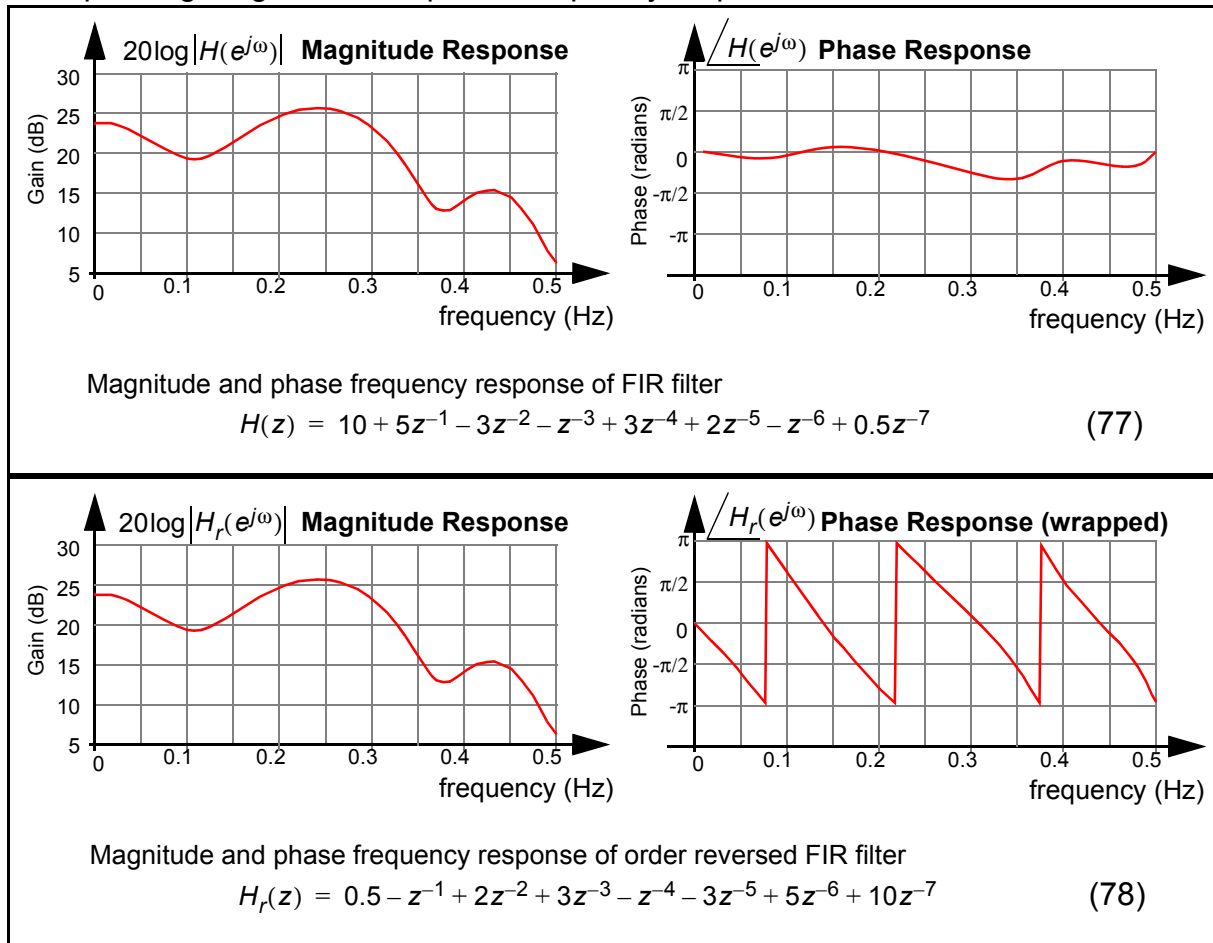 20log|H(e^jω)| Magnitude Response
30
25
20
15
10
5
Gain (dB)
0 0.1 0.2 0.3 0.4 0.5
frequency (Hz)
H(e^jω) Phase Response
π
π/2
0
-π/2
-π
Phase (radians)
0 0.1 0.2 0.3 0.4 0.5
frequency (Hz)
Magnitude and phase frequency response of FIR filter
H(z) = 10 + 5z^–1 – 3z^–2 – z^–3 + 3z^–4 + 2z^–5 – z^–6 + 0.5z^–7 (77)
20log|H_r(e^jω)| Magnitude Response
30
25
20
15
10
5
Gain (dB)
0 0.1 0.2 0.3 0.4 0.5
frequency (Hz)
H_r(e^jω) Phase Response (wrapped)
π
π/2
0
-π/2
-π
Phase (radians)
0 0.1 0.2 0.3 0.4 0.5
frequency (Hz)
Magnitude and phase frequency response of order reversed FIR filter
H_r(z) = 0.5 – z^–1 + 2z^–2 + 3z^–3 – z^–4 – 3z^–5 + 5z^–6 + 10z^–7 (78)